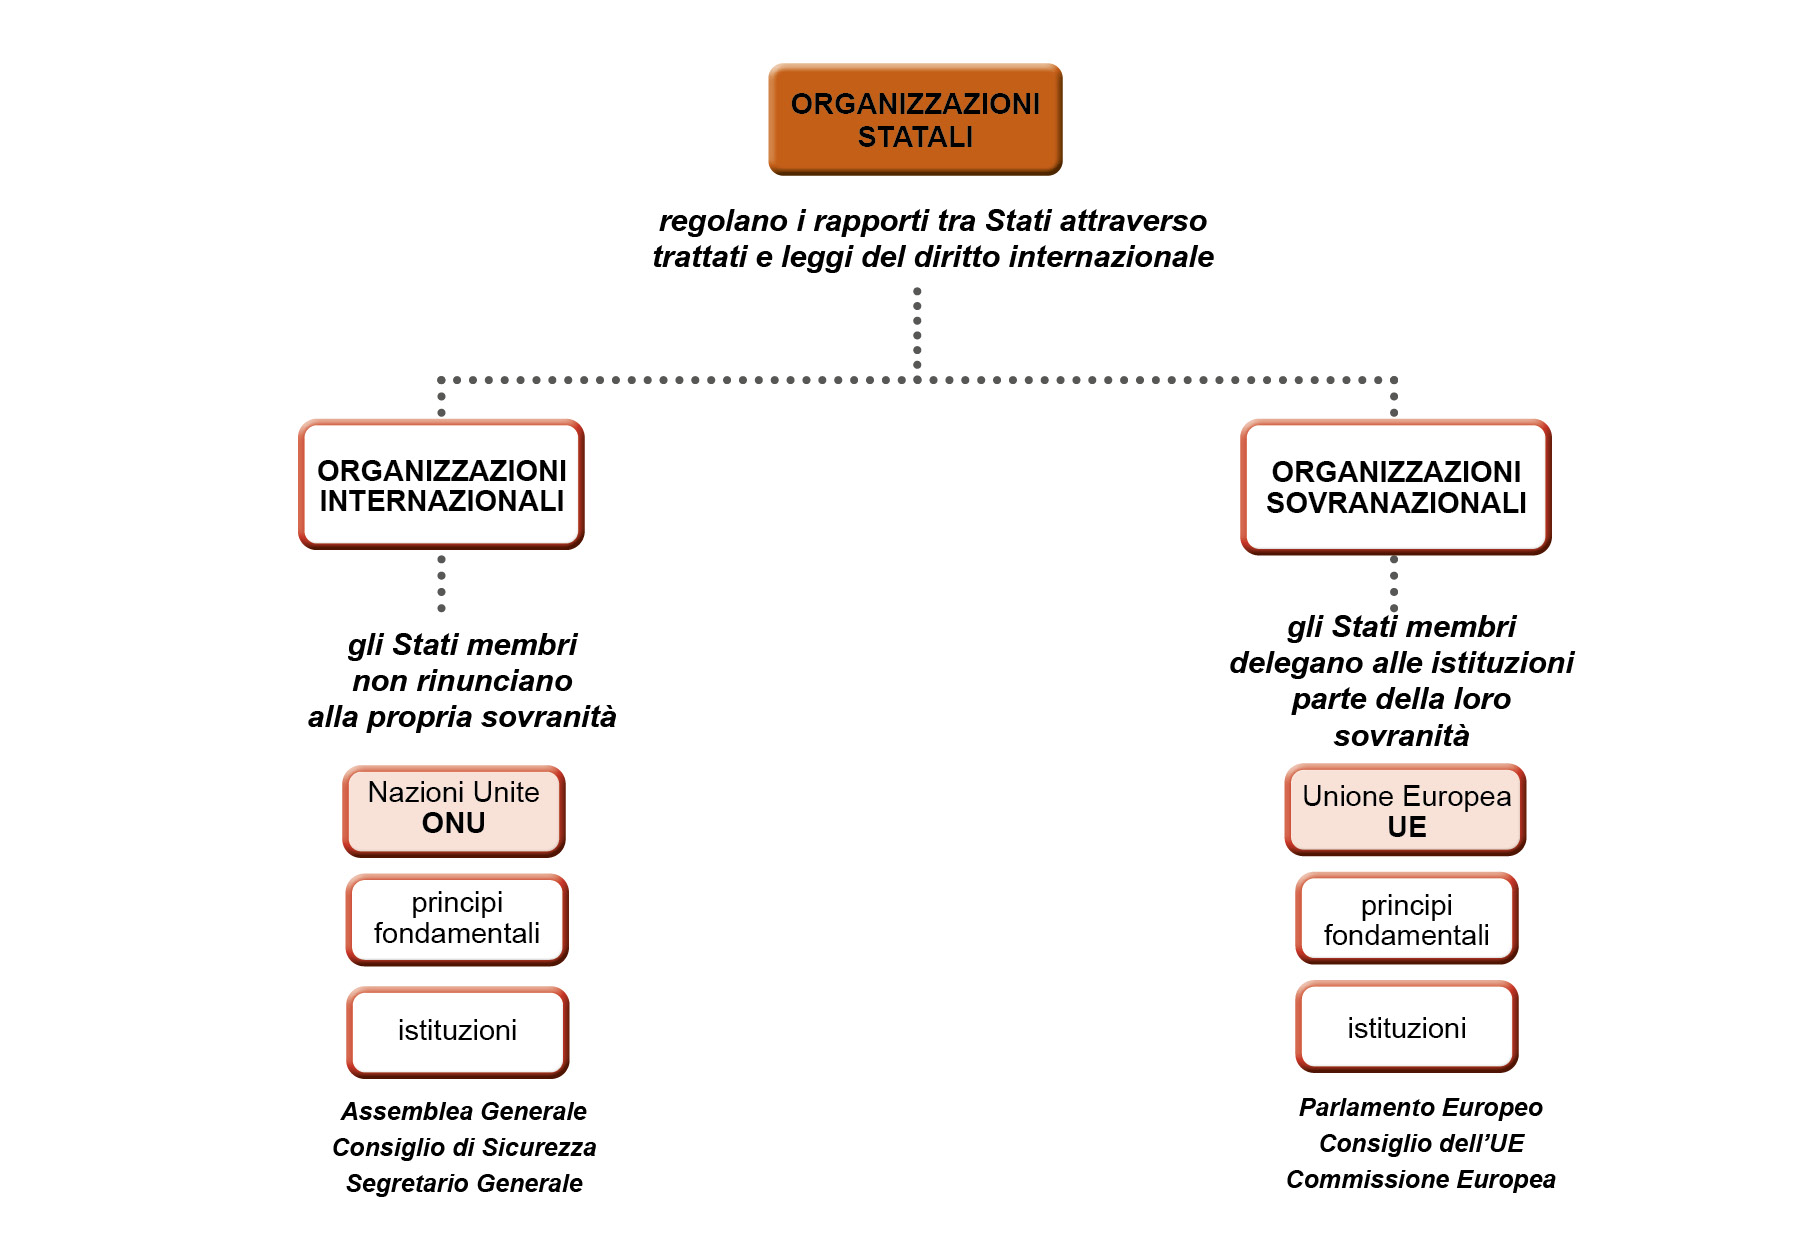 ORGANIZZAZIONI
STATALI
regolano i rapporti tra Stati attraverso
trattati e leggi del diritto internazionale
ORGANIZZAZIONI
INTERNAZIONALI
gli Stati membri
non rinunciano
alla propria sovranità
Nazioni Unite
ONU
principi
fondamentali
istituzioni
Assemblea Generale
Consiglio di Sicurezza
Segretario Generale
ORGANIZZAZIONI
SOVRANAZIONALI
gli Stati membri
delegano alle istituzioni
parte della loro
sovranità
Unione Europea
UE
principi
fondamentali
istituzioni
Parlamento Europeo
Consiglio dell’UE
Commissione Europea